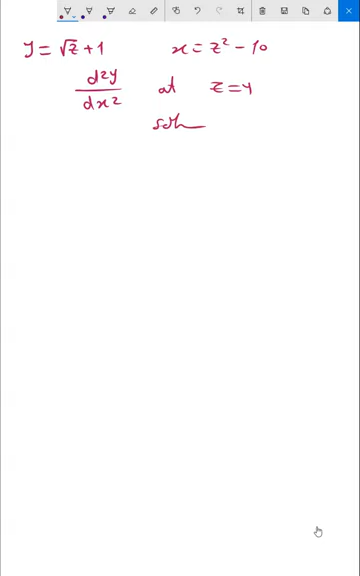 y = √z + 1 x = z² - 10
d²y/dx² at z = 4
soln